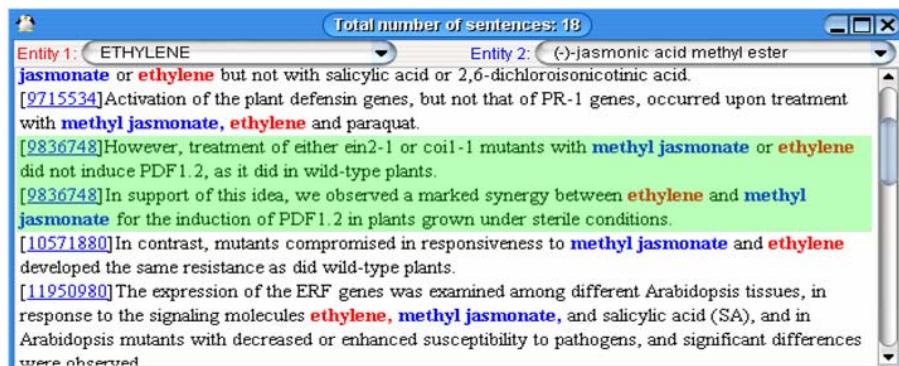 Total number of sentences: 18
Entity 1: ETHYLENE Entity 2: (-)-jasmonic acid methyl ester
jasmonate or ethylene but not with salicylic acid or 2,6-dichloroisonicotinic acid.
[9715534]Activation of the plant defensin genes, but not that of PR-1 genes, occurred upon treatment
with methyl jasmonate, ethylene and paraquat.
[9836748]However, treatment of either ein2-1 or coi1-1 mutants with methyl jasmonate or ethylene
did not induce PDF1.2, as it did in wild-type plants.
[9836748]In support of this idea, we observed a marked synergy between ethylene and methyl
jasmonate for the induction of PDF1.2 in plants grown under sterile conditions.
[10571880]In contrast, mutants compromised in responsiveness to methyl jasmonate and ethylene
developed the same resistance as did wild-type plants.
[11950980]The expression of the ERF genes was examined among different Arabidopsis tissues, in
response to the signaling molecules ethylene, methyl jasmonate, and salicylic acid (SA), and in
Arabidopsis mutants with decreased or enhanced susceptibility to pathogens, and significant differences
were observed